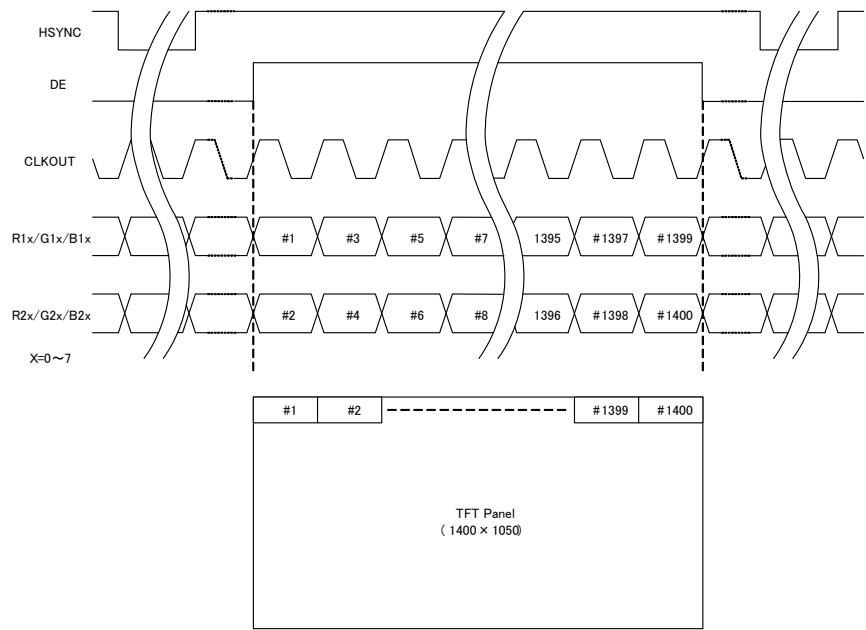 HSYNC
DE
CLKOUT
R1x/G1x/B1x #1 #3 #5 #7 1395 #1397 #1399
R2x/G2x/B2x #2 #4 #6 #8 1396 #1398 #1400
X=0～7
#1 #2 #1399 #1400
TFT Panel
( 1400 × 1050)